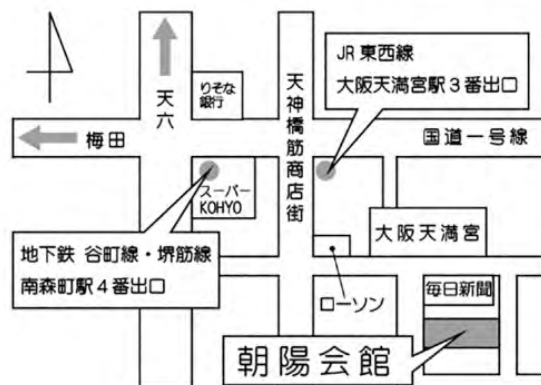 JR 東西線
大阪天満宮駅3番出口
天六
りそな
銀行
天神橋筋商店街
梅田
国道一号線
スーパー
KOHYO
地下鉄 谷町線・堺筋線
南森町駅4番出口
大阪天満宮
ローソン
毎日新聞
朝陽会館